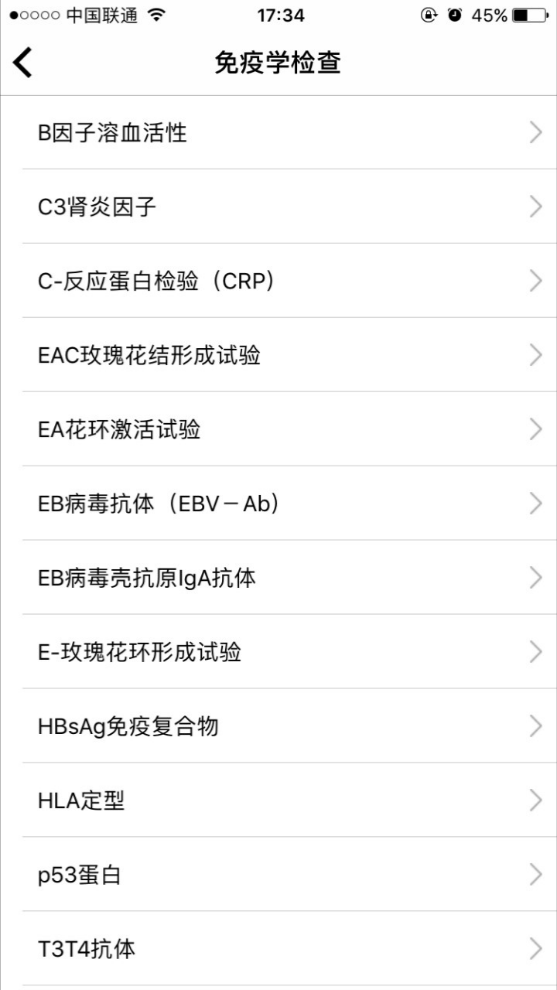 中国联通 17:34 45%
免疫学检查
B因子溶血活性
C3肾炎因子
C-反应蛋白检验（CRP）
EAC玫瑰花结形成试验
EA花环激活试验
EB病毒抗体（EBV－Ab）
EB病毒壳抗原IgA抗体
E-玫瑰花环形成试验
HBsAg免疫复合物
HLA定型
p53蛋白
T3T4抗体